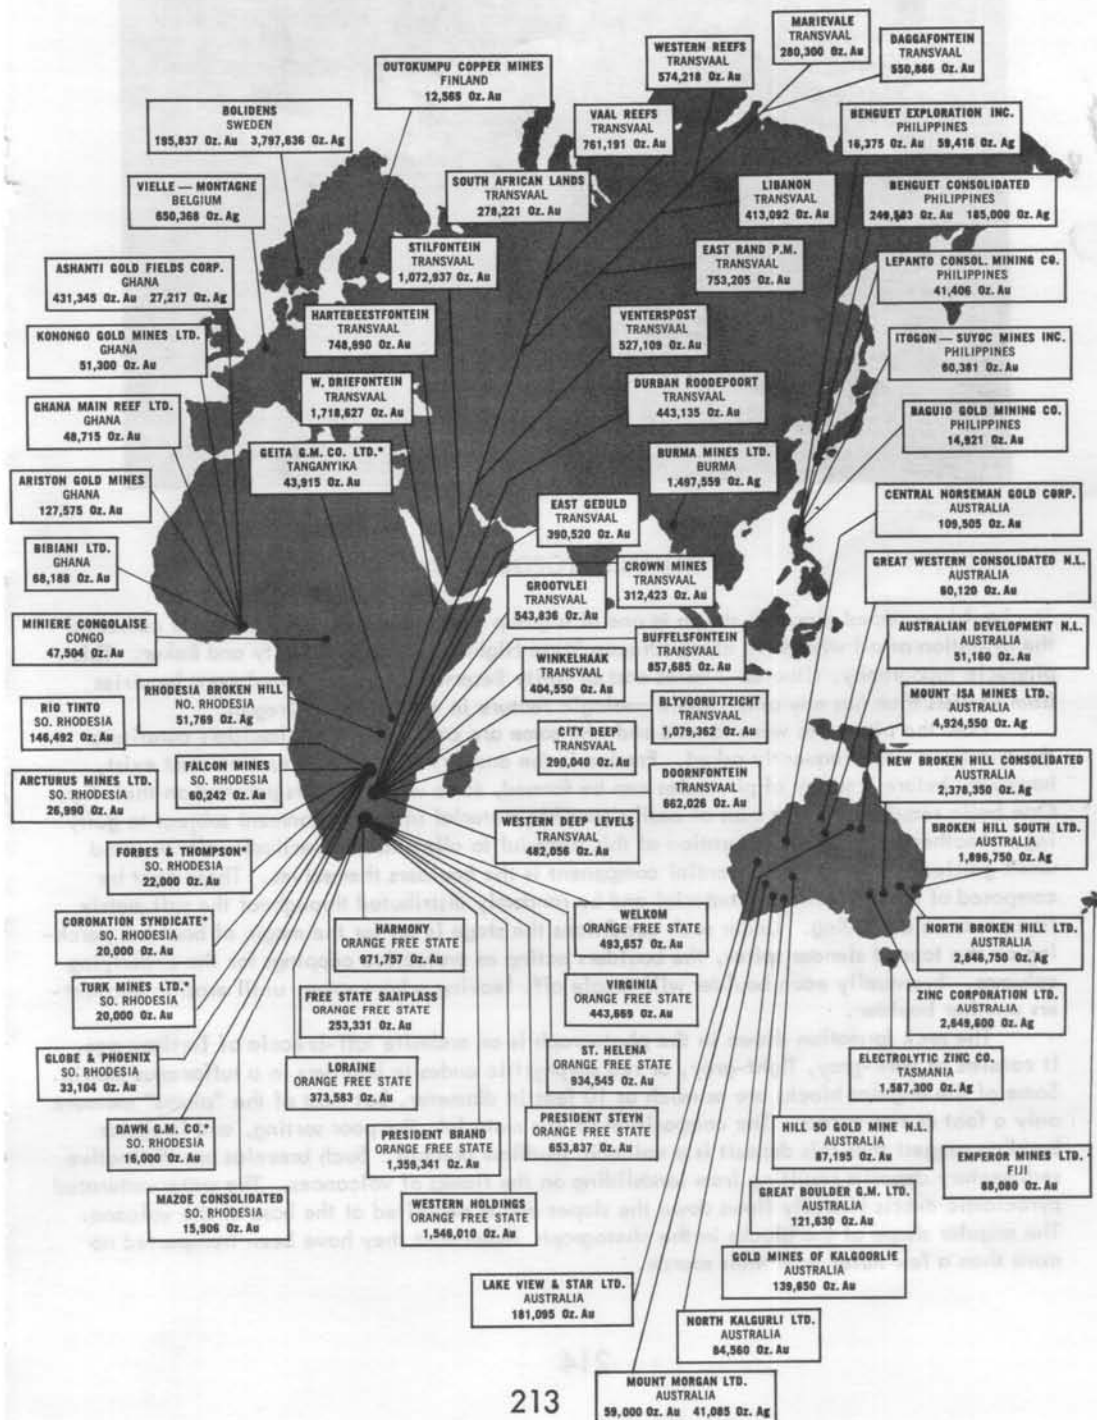 MARIEVALE
TRANSVAAL
280,300 Oz. Au
DAGGAFONTEIN
TRANSVAAL
550,866 Oz. Au
WESTERN REEFS
TRANSVAAL
574,218 Oz. Au
OUTOKUMPU COPPER MINES
FINLAND
12,565 Oz. Au
BOLIDENS
SWEDEN
195,837 Oz. Au 3,797,636 Oz. Ag
VAAL REEFS
TRANSVAAL
761,191 Oz. Au
BENGUET EXPLORATION INC.
PHILIPPINES
16,375 Oz. Au 59,416 Oz. Ag
VIELLE — MONTAGNE
BELGIUM
650,368 Oz. Ag
SOUTH AFRICAN LANDS
TRANSVAAL
278,221 Oz. Au
LIBANON
TRANSVAAL
413,092 Oz. Au
BENGUET CONSOLIDATED
PHILIPPINES
249,583 Oz. Au 185,000 Oz. Ag
STILFONTEIN
TRANSVAAL
1,072,937 Oz. Au
EAST RAND P.M.
TRANSVAAL
753,205 Oz. Au
ASHANTI GOLD FIELDS CORP.
GHANA
431,345 Oz. Au 27,217 Oz. Ag
LEPANTO CONSOL. MINING CO.
PHILIPPINES
41,406 Oz. Au
HARTEBEESTFONTEIN
TRANSVAAL
748,990 Oz. Au
VENTERSPOST
TRANSVAAL
527,109 Oz. Au
KONONGO GOLD MINES LTD.
GHANA
51,300 Oz. Au
ITOGON — SUYOC MINES INC.
PHILIPPINES
60,381 Oz. Au
W. DRIEFONTEIN
TRANSVAAL
1,718,627 Oz. Au
DURBAN ROODEPOORT
TRANSVAAL
443,135 Oz. Au
GHANA MAIN REEF LTD.
GHANA
48,715 Oz. Au
BAGUIO GOLD MINING CO.
PHILIPPINES
14,921 Oz. Au
GEITA G.M. CO. LTD.*
TANGANYIKA
43,915 Oz. Au
BURMA MINES LTD.
BURMA
1,497,559 Oz. Ag
ARISTON GOLD MINES
GHANA
127,575 Oz. Au
CENTRAL NORSEMAN GOLD CORP.
AUSTRALIA
109,505 Oz. Au
EAST GEDULD
TRANSVAAL
390,520 Oz. Au
BIBIANI LTD.
GHANA
68,188 Oz. Au
CROWN MINES
TRANSVAAL
312,423 Oz. Au
GREAT WESTERN CONSOLIDATED N.L.
AUSTRALIA
60,120 Oz. Au
GROOTVLEI
TRANSVAAL
543,836 Oz. Au
MINIERE CONGOLAISE
CONGO
47,504 Oz. Au
BUFFELSFONTEIN
TRANSVAAL
857,685 Oz. Au
AUSTRALIAN DEVELOPMENT N.L.
AUSTRALIA
51,160 Oz. Au
WINKELHAAK
TRANSVAAL
404,550 Oz. Au
RHODESIA BROKEN HILL
NO. RHODESIA
51,769 Oz. Ag
BLYVOORUITZICHT
TRANSVAAL
1,079,362 Oz. Au
MOUNT ISA MINES LTD.
AUSTRALIA
4,924,550 Oz. Ag
RIO TINTO
SO. RHODESIA
146,492 Oz. Au
CITY DEEP
TRANSVAAL
290,040 Oz. Au
FALCON MINES
SO. RHODESIA
60,242 Oz. Au
DOORNFONTEIN
TRANSVAAL
662,026 Oz. Au
NEW BROKEN HILL CONSOLIDATED
AUSTRALIA
2,378,350 Oz. Ag
ARCTURUS MINES LTD.
SO. RHODESIA
26,990 Oz. Au
WESTERN DEEP LEVELS
TRANSVAAL
482,056 Oz. Au
BROKEN HILL SOUTH LTD.
AUSTRALIA
1,896,750 Oz. Ag
FORBES & THOMPSON*
SO. RHODESIA
22,000 Oz. Au
CORONATION SYNDICATE*
SO. RHODESIA
20,000 Oz. Au
HARMONY
ORANGE FREE STATE
971,757 Oz. Au
WELKOM
ORANGE FREE STATE
493,657 Oz. Au
NORTH BROKEN HILL LTD.
AUSTRALIA
2,846,750 Oz. Ag
TURK MINES LTD.*
SO. RHODESIA
20,000 Oz. Au
FREE STATE SAAIPLASS
ORANGE FREE STATE
253,331 Oz. Au
VIRGINIA
ORANGE FREE STATE
443,669 Oz. Au
ZINC CORPORATION LTD.
AUSTRALIA
2,649,600 Oz. Ag
GLOBE & PHOENIX
SO. RHODESIA
33,104 Oz. Au
LORAINE
ORANGE FREE STATE
373,583 Oz. Au
ST. HELENA
ORANGE FREE STATE
934,545 Oz. Au
ELECTROLYTIC ZINC CO.
TASMANIA
1,587,300 Oz. Ag
DAWN G.M. CO.*
SO. RHODESIA
16,000 Oz. Au
PRESIDENT BRAND
ORANGE FREE STATE
1,359,341 Oz. Au
PRESIDENT STEYN
ORANGE FREE STATE
653,637 Oz. Au
HILL 50 GOLD MINE N.L.
AUSTRALIA
87,195 Oz. Au
EMPEROR MINES LTD.
FIJI
88,080 Oz. Au
MAZOE CONSOLIDATED
SO. RHODESIA
15,906 Oz. Au
WESTERN HOLDINGS
ORANGE FREE STATE
1,546,010 Oz. Au
GREAT BOULDER G.M. LTD.
AUSTRALIA
121,630 Oz. Au
GOLD MINES OF KALGOORLIE
AUSTRALIA
139,650 Oz. Au
LAKE VIEW & STAR LTD.
AUSTRALIA
181,095 Oz. Au
NORTH KALGURLI LTD.
AUSTRALIA
84,560 Oz. Au
MOUNT MORGAN LTD.
AUSTRALIA
59,000 Oz. Au 41,085 Oz. Ag
213